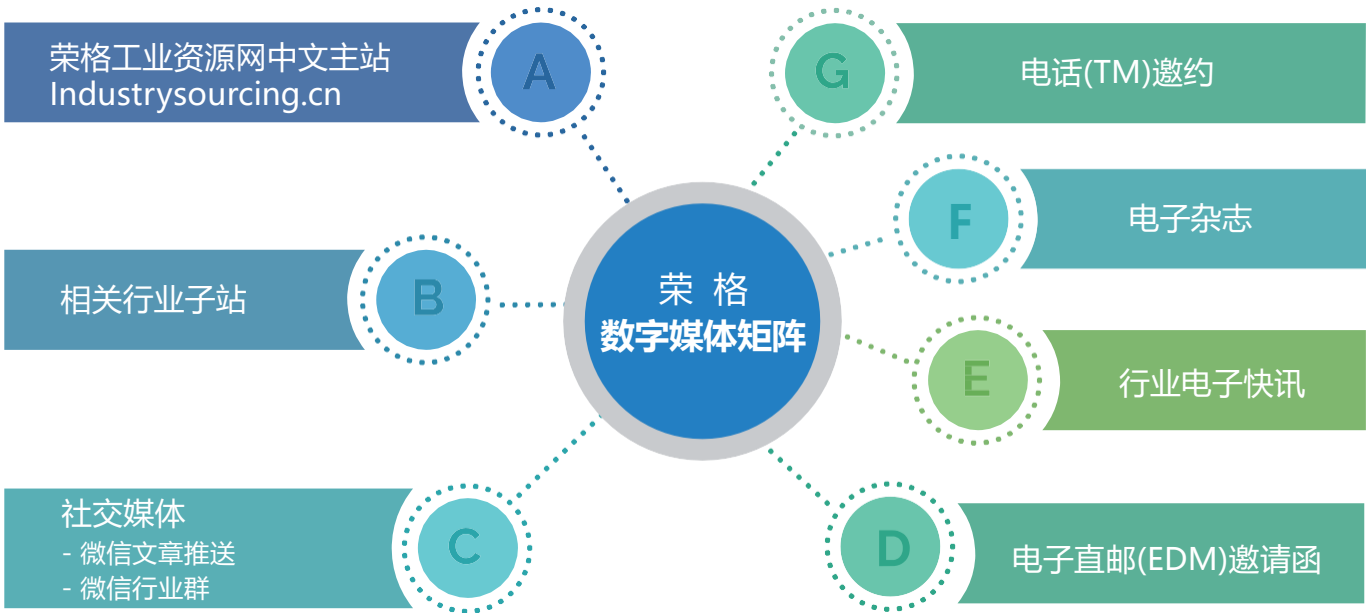 荣格工业资源网中文主站
Industrysourcing.cn
A
相关行业子站
B
社交媒体
- 微信文章推送
- 微信行业群
C
荣 格
数字媒体矩阵
D
电子直邮(EDM)邀请函
E
行业电子快讯
F
电子杂志
G
电话(TM)邀约